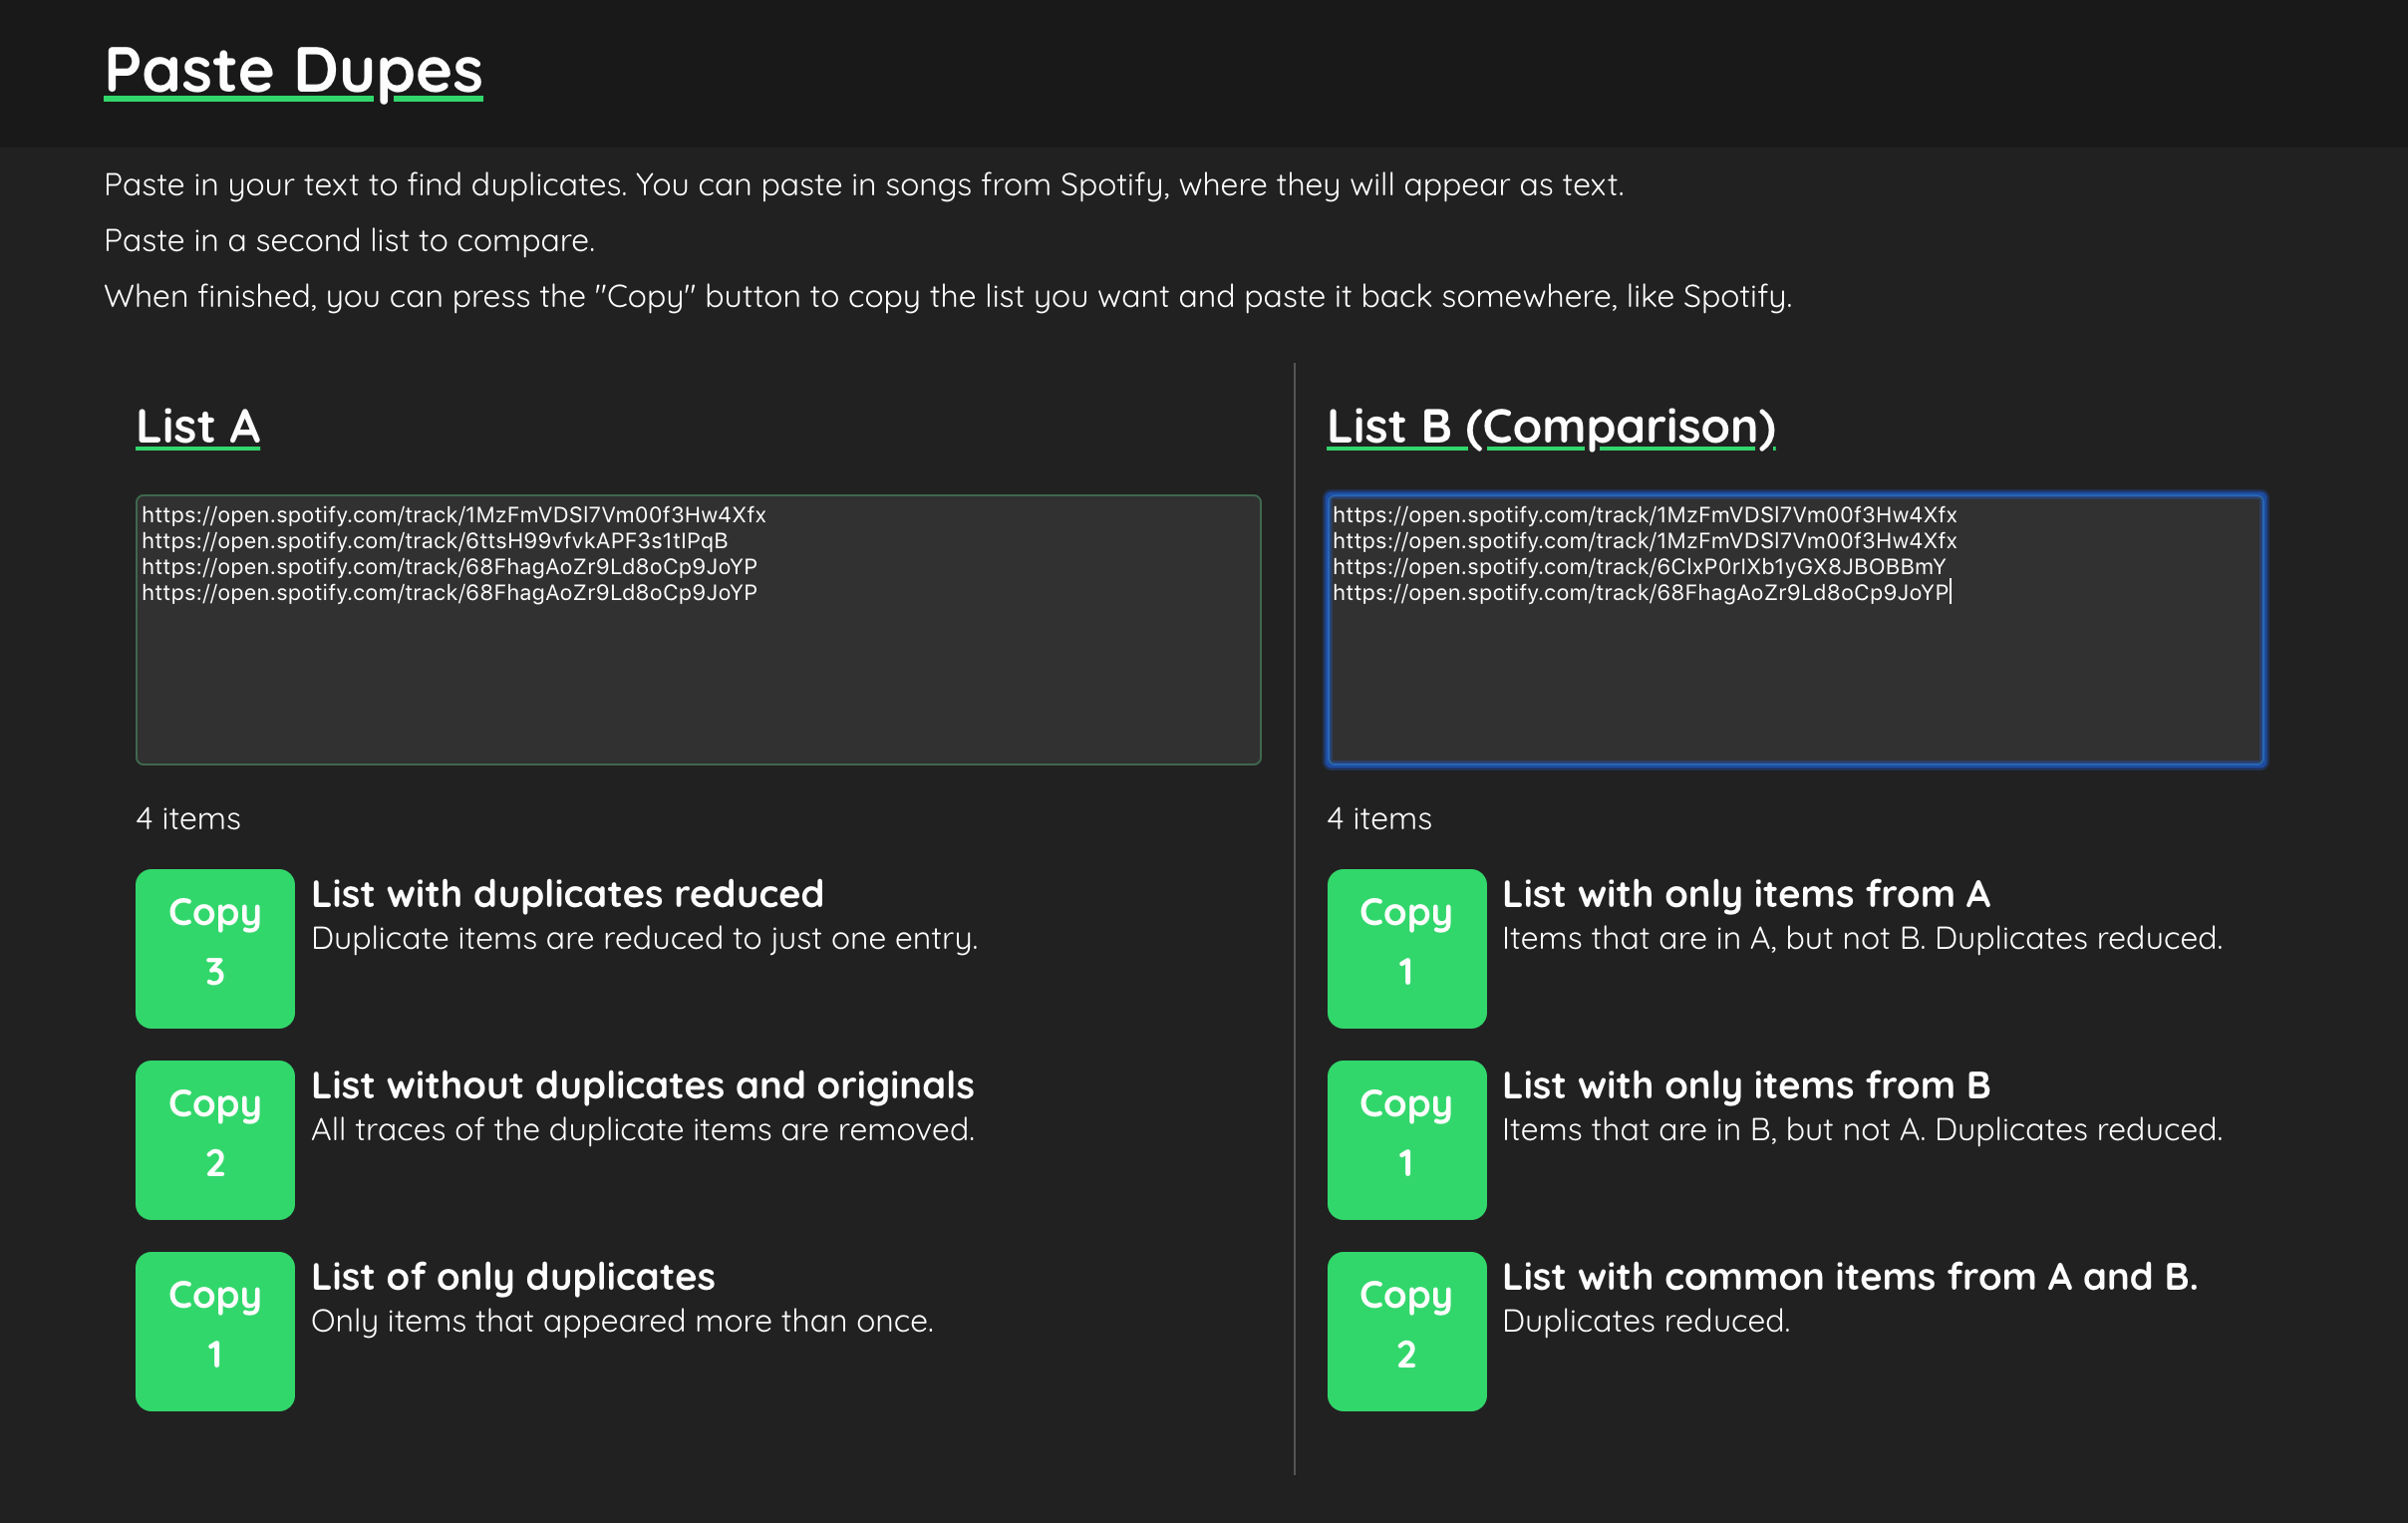 Paste Dupes
Paste in your text to find duplicates. You can paste in songs from Spotify, where they will appear as text.
Paste in a second list to compare.
When finished, you can press the "Copy" button to copy the list you want and paste it back somewhere, like Spotify.
List A
https://open.spotify.com/track/1MzFmVDSl7Vm00f3Hw4Xfx
https://open.spotify.com/track/6ttsH99vfvkAPF3s1tIPqB
https://open.spotify.com/track/68FhagAoZr9Ld8oCp9JoYP
https://open.spotify.com/track/68FhagAoZr9Ld8oCp9JoYP
4 items
Copy
3
List with duplicates reduced
Duplicate items are reduced to just one entry.
Copy
2
List without duplicates and originals
All traces of the duplicate items are removed.
Copy
1
List of only duplicates
Only items that appeared more than once.
List B (Comparison)
https://open.spotify.com/track/1MzFmVDSl7Vm00f3Hw4Xfx
https://open.spotify.com/track/1MzFmVDSl7Vm00f3Hw4Xfx
https://open.spotify.com/track/6ClxP0rIXb1yGX8JBOBBmY
https://open.spotify.com/track/68FhagAoZr9Ld8oCp9JoYP
4 items
Copy
1
List with only items from A
Items that are in A, but not B. Duplicates reduced.
Copy
1
List with only items from B
Items that are in B, but not A. Duplicates reduced.
Copy
2
List with common items from A and B.
Duplicates reduced.